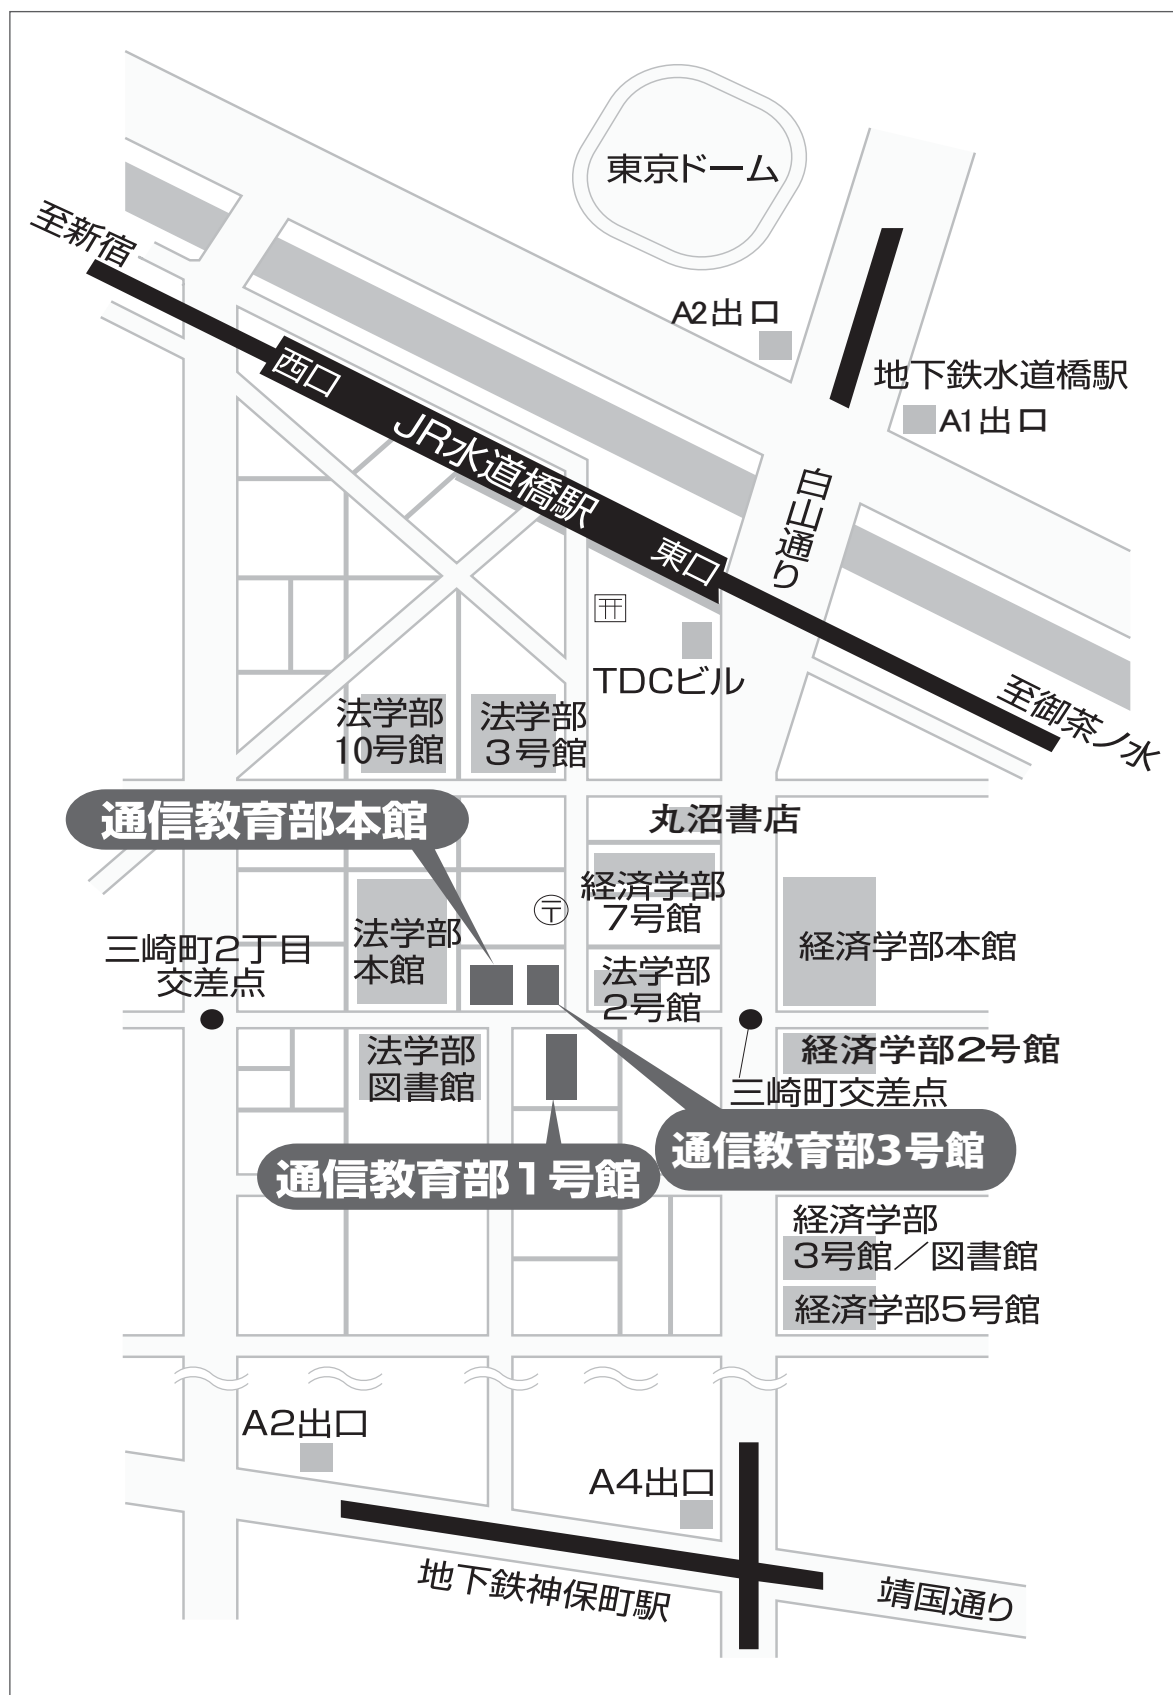 東京ドーム
至新宿
A2出口
地下鉄水道橋駅
A1出口
西口
JR水道橋駅
東口
白山通り
TDCビル
至御茶ノ水
法学部
10号館
法学部
3号館
通信教育部本館
丸沼書店
経済学部
7号館
三崎町2丁目
交差点
法学部
本館
法学部
2号館
経済学部本館
法学部
図書館
経済学部2号館
三崎町交差点
通信教育部1号館
通信教育部3号館
経済学部
3号館／図書館
経済学部5号館
A2出口
A4出口
地下鉄神保町駅
靖国通り